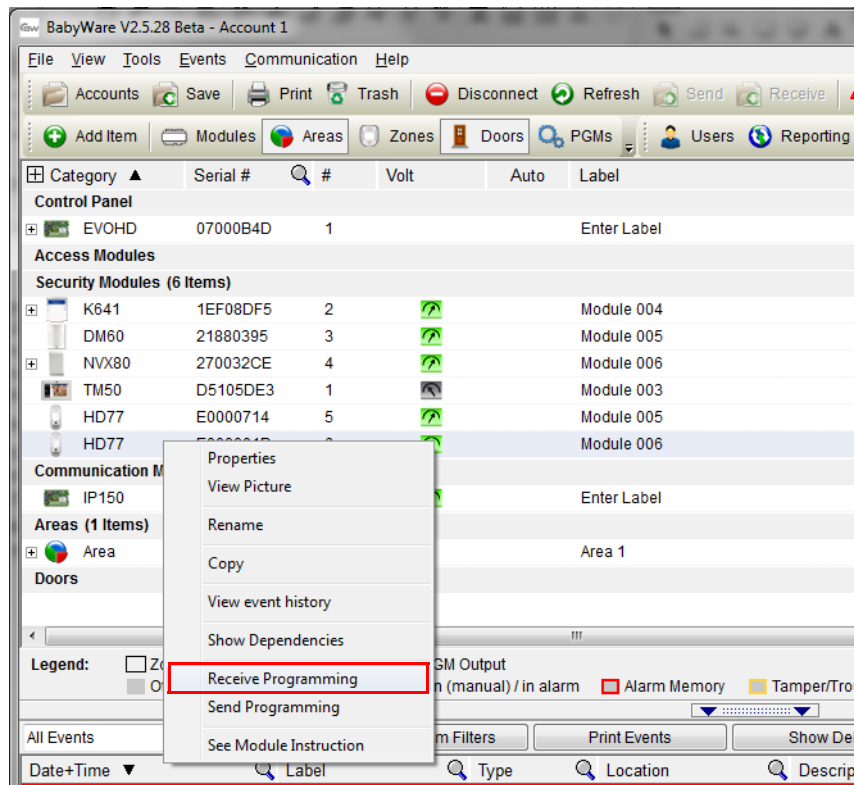 BabyWare V2.5.28 Beta - Account 1
File View Tools Events Communication Help
Accounts Save Print Trash Disconnect Refresh Send Receive
Add Item Modules Areas Zones Doors PGMs Users Reporting
Category ▲ Serial # # Volt Auto Label
Control Panel
EVOHD 07000B4D 1 Enter Label
Access Modules
Security Modules (6 Items)
K641 1EF08DF5 2 Module 004
DM60 21880395 3 Module 005
NVX80 270032CE 4 Module 006
TM50 D5105DE3 1 Module 003
HD77 E0000714 5 Module 005
HD77 Module 006
Communication M
IP150 Enter Label
Areas (1 Items)
Area Area 1
Doors
Properties
View Picture
Rename
Copy
View event history
Show Dependencies
Receive Programming
Send Programming
See Module Instruction
Legend: Zo GM Output
n (manual) / in alarm Alarm Memory Tamper/Tro
All Events m Filters Print Events Show De
Date+Time ▼ Label Type Location Descrip